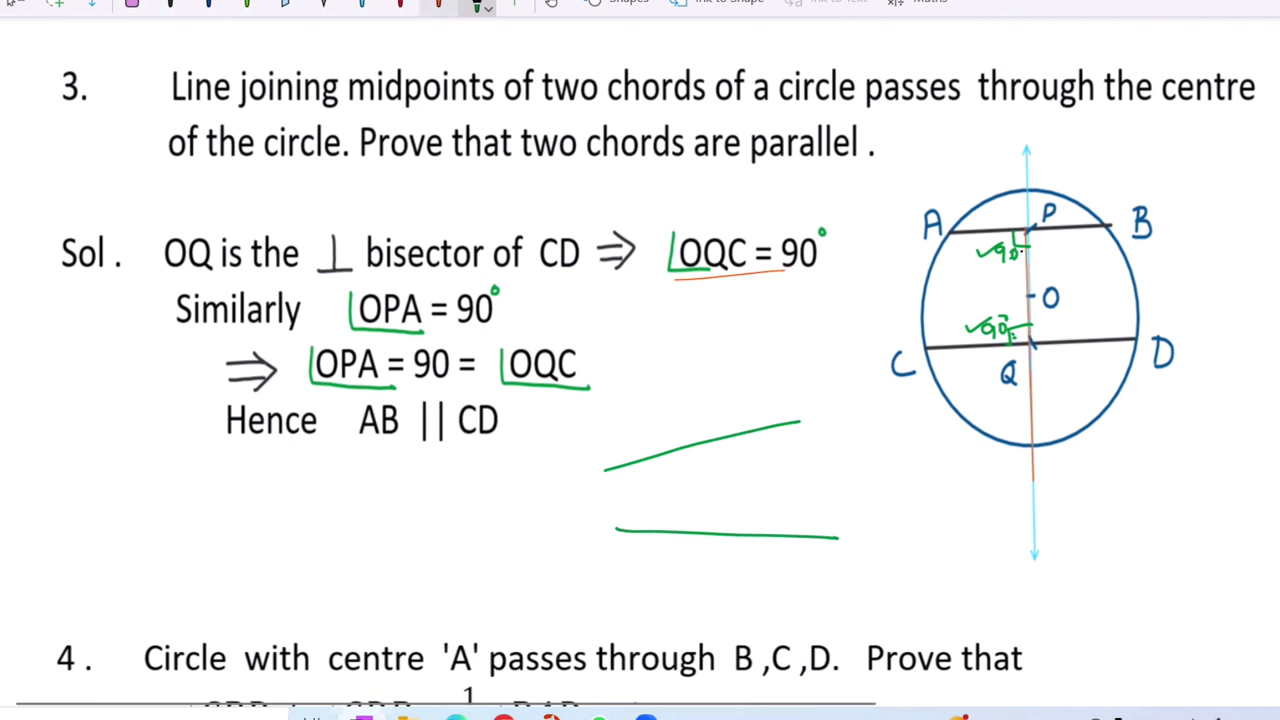 3. Line joining midpoints of two chords of a circle passes through the centre
of the circle. Prove that two chords are parallel .
Sol . OQ is the ⊥ bisector of CD ⇒ ∠OQC = 90°
Similarly ∠OPA = 90°
⇒ ∠OPA = 90 = ∠OQC
Hence AB || CD
A P B
90°
O
90°
C Q D
4 . Circle with centre 'A' passes through B ,C ,D. Prove that